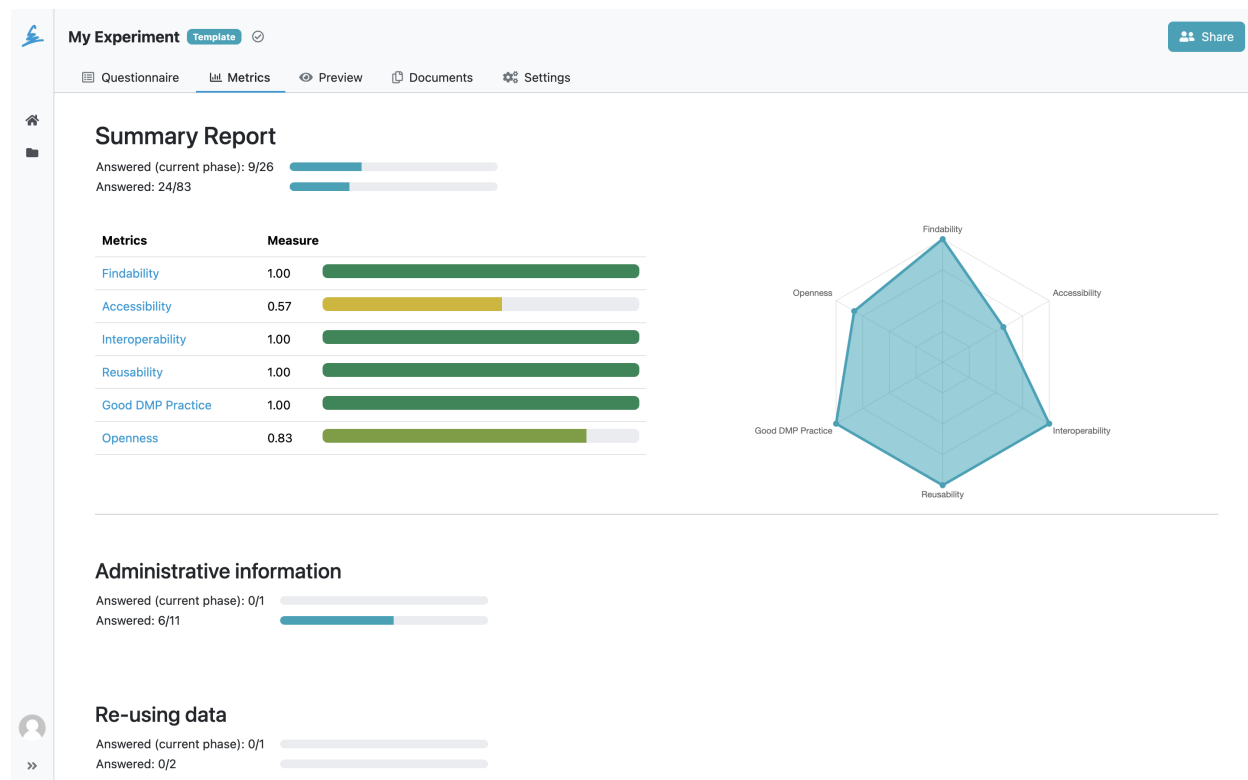 My Experiment Template
Share
Questionnaire Metrics Preview Documents Settings
Summary Report
Answered (current phase): 9/26
Answered: 24/83
Metrics Measure
Findability 1.00
Accessibility 0.57
Interoperability 1.00
Reusability 1.00
Good DMP Practice 1.00
Openness 0.83
Findability
Openness Accessibility
Good DMP Practice Interoperability
Reusability
Administrative information
Answered (current phase): 0/1
Answered: 6/11
Re-using data
Answered (current phase): 0/1
Answered: 0/2